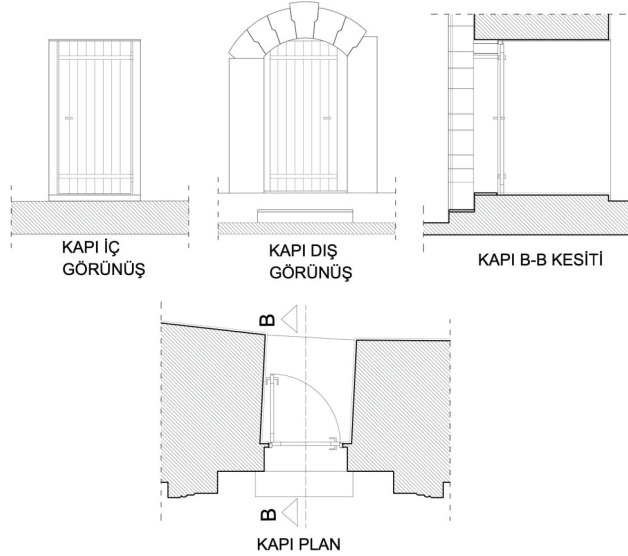 KAPI İÇ
GÖRÜNÜŞ
KAPI DIŞ
GÖRÜNÜŞ
KAPI B-B KESİTİ
B
B
KAPI PLAN